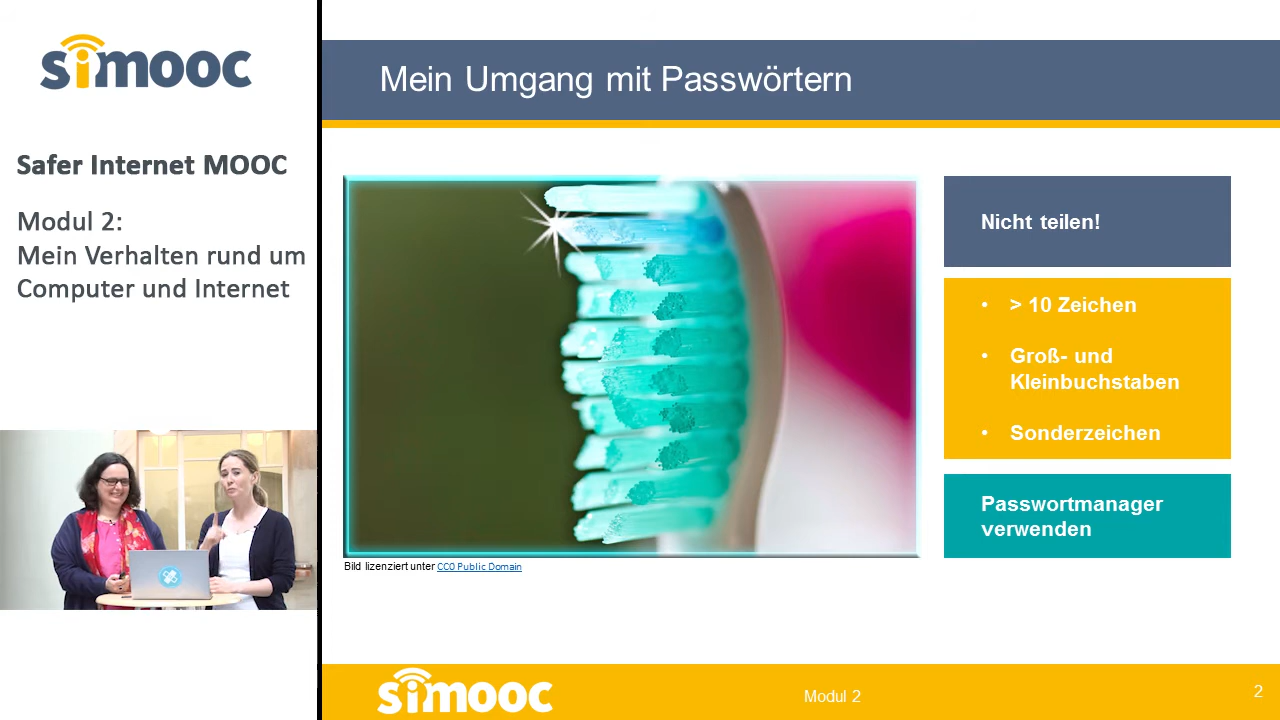 simooc
Safer Internet MOOC
Modul 2:
Mein Verhalten rund um
Computer und Internet
Mein Umgang mit Passwörtern
Nicht teilen!
• > 10 Zeichen
• Groß- und
Kleinbuchstaben
• Sonderzeichen
Passwortmanager
verwenden
Bild lizenziert unter CC0 Public Domain
simooc
Modul 2
2